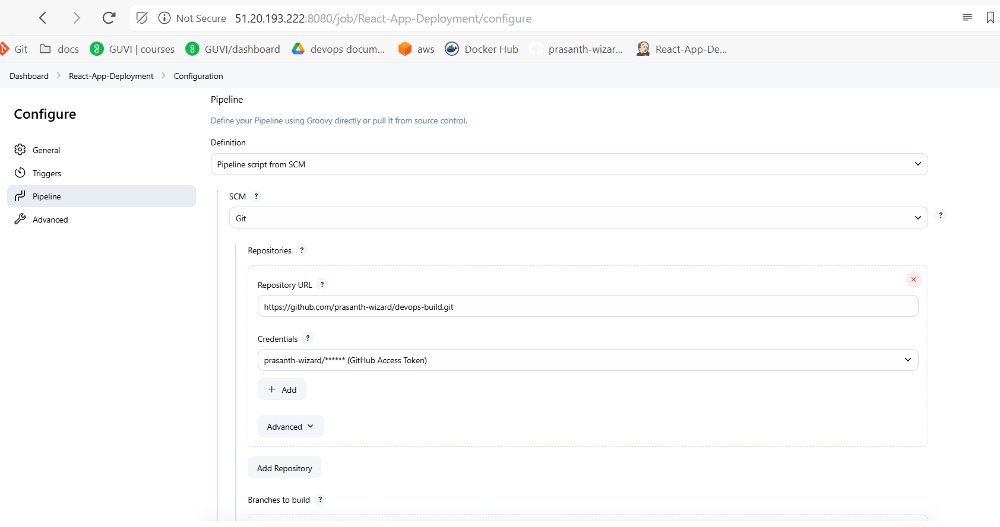 Not Secure 51.20.193.222:8080/job/React-App-Deployment/configure
Git docs GUVI | courses GUVI/dashboard devops docum... aws Docker Hub prasanth-wizar... React-App-De...
Dashboard React-App-Deployment Configuration
Configure
General
Triggers
Pipeline
Advanced
Pipeline
Define your Pipeline using Groovy directly or pull it from source control.
Definition
Pipeline script from SCM
SCM ?
Git
?
Repositories ?
Repository URL ?
https://github.com/prasanth-wizard/devops-build.git
Credentials ?
prasanth-wizard/****** (GitHub Access Token)
+ Add
Advanced
Add Repository
Branches to build ?